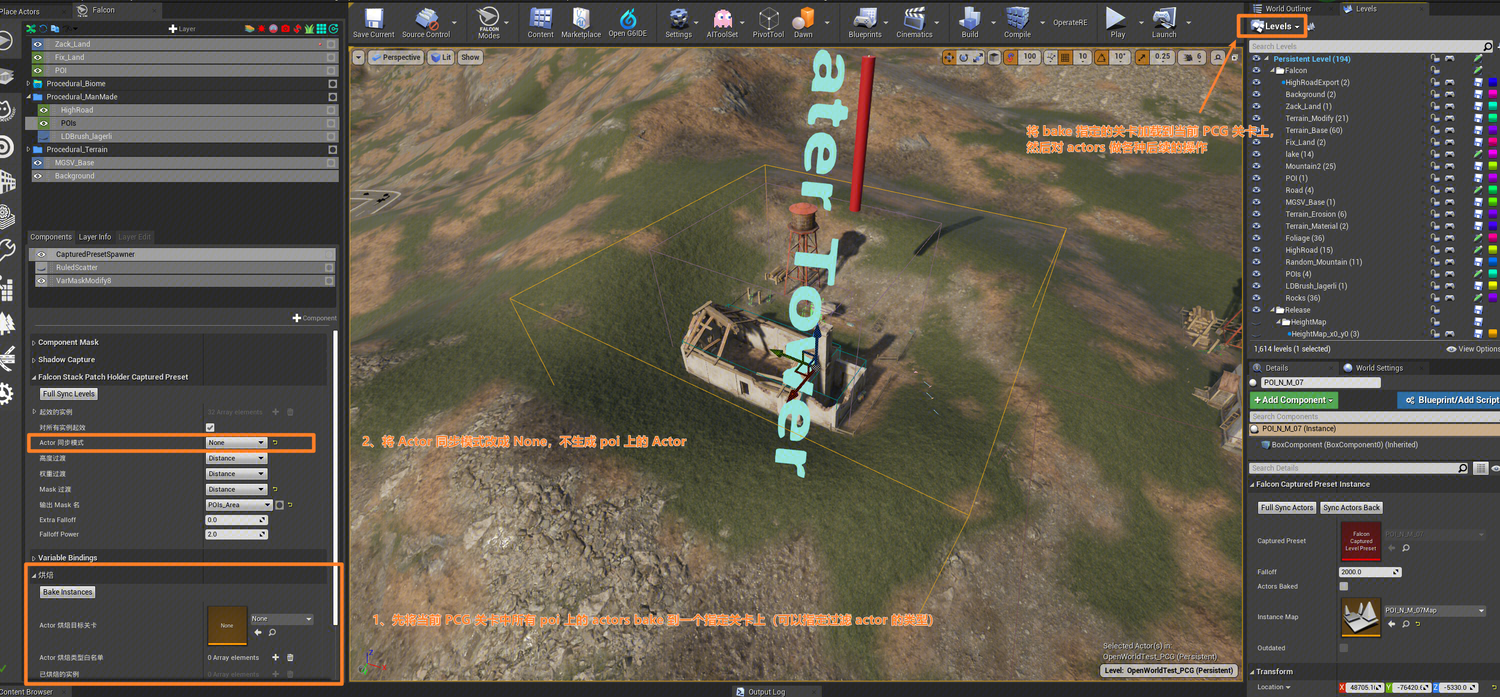 Place Actors
Falcon
Layer
Zack_Land
Fix_Land
POI
Procedural_Biome
Procedural_ManMade
HighRoad
POIs
LDBrush_lagerli
Procedural_Terrain
MGSV_Base
Background
Components
Layer Info
Layer Edit
CapturedPresetSpawner
RuledScatter
VarMaskModify8
Component
Component Mask
Shadow Capture
Falcon Stack Patch Holder Captured Preset
Full Sync Levels
起效的实例
33 Array elements
对所有实例起效
Actor 同步模式
None
高度过渡
Distance
权重过渡
Distance
Mask 过渡
Distance
输出 Mask 名
POIs_Area
Extra Falloff
0.0
Falloff Power
2.0
Variable Bindings
烘焙
Bake Instances
Actor 烘焙目标关卡
None
None
Actor 烘焙类型白名单
0 Array elements
已烘焙的实例
0 Array elements
Content Browser
Save Current
Source Control
FALCON
Modes
Content
Marketplace
Open G6IDE
Settings
AIToolSet
PivotTool
Dawn
Blueprints
Cinematics
Build
Compile
OperateRE
Play
Launch
Perspective
Lit
Show
100
10
10°
0.25
6
ater Tower
将 bake 指定的关卡加载到当前 PCG 关卡上，
然后对 actors 做各种后续的操作
2、将 Actor 同步模式改成 None，不生成 poi 上的 Actor
1、先将当前 PCG 关卡中所有 poi 上的 actors bake 到一个指定关卡上（可以指定过滤 actor 的类型）
Selected Actor(s) in:
OpenWorldTest_PCG (Persistent)
Level: OpenWorldTest_PCG (Persistent)
Output Log
World Outliner
Levels
Levels
Search Levels
Persistent Level (194)
Falcon
HighRoadExport (2)
Background (2)
Zack_Land (1)
Terrain_Modify (21)
Terrain_Base (60)
Fix_Land (2)
lake (14)
Mountain2 (25)
POI (1)
Road (4)
MGSV_Base (1)
Terrain_Erosion (6)
Terrain_Material (2)
Foliage (36)
HighRoad (15)
Random_Mountain (11)
POIs (4)
LDBrush_lagerli (1)
Rocks (36)
Release
HeightMap
HeightMap_x0_y0 (3)
1,614 levels (1 selected)
View Options
Details
World Settings
POI_N_M_07
Add Component
Blueprint/Add Script
Search Components
POI_N_M_07 (Instance)
BoxComponent (BoxComponent0) (Inherited)
Search Details
Falcon Captured Preset Instance
Full Sync Actors
Sync Actors Back
Captured Preset
Falcon
Captured
Level Preset
POI_N_M_07
Falloff
2000.0
Actors Baked
Instance Map
POI_N_M_07Map
Outdated
Transform
Location
X
48705.1
Y
-76420.6
Z
-5330.0